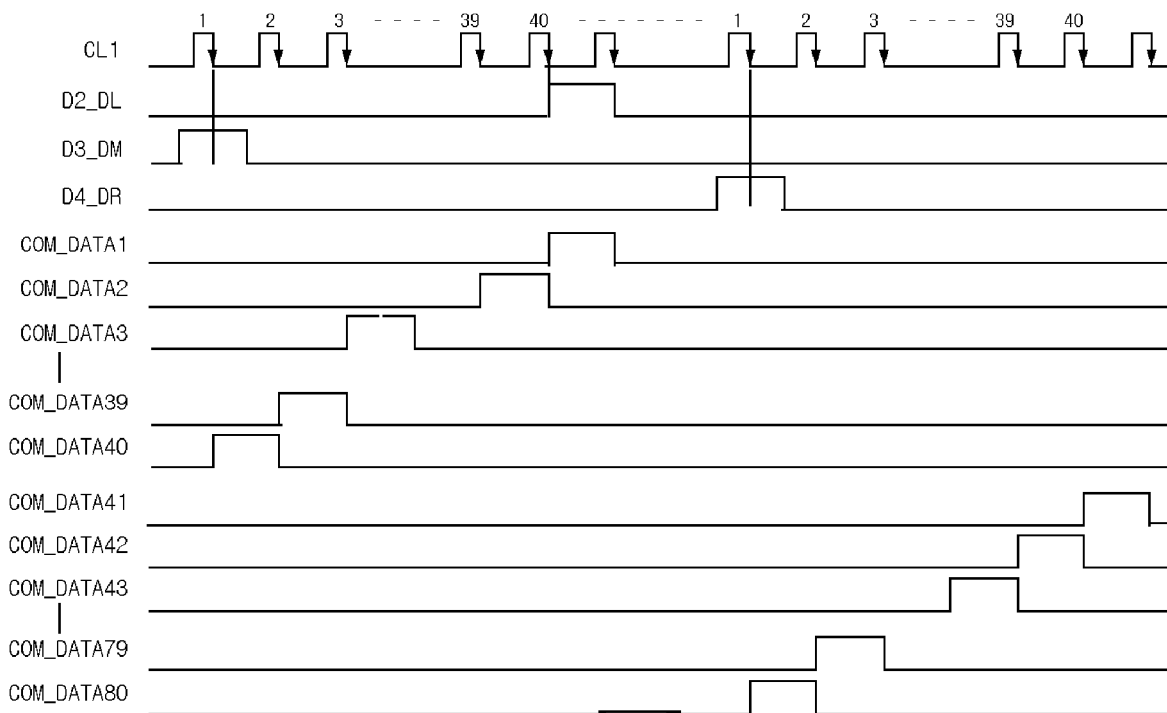 1 2 3 39 40 1 2 3 39 40
CL1
D2_DL
D3_DM
D4_DR
COM_DATA1
COM_DATA2
COM_DATA3
COM_DATA39
COM_DATA40
COM_DATA41
COM_DATA42
COM_DATA43
COM_DATA79
COM_DATA80